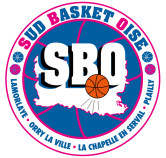 SUD BASKET OISE
SBO
LAMORLAYE • ORRY LA VILLE • LA CHAPELLE EN SERVAL • PLAILLY